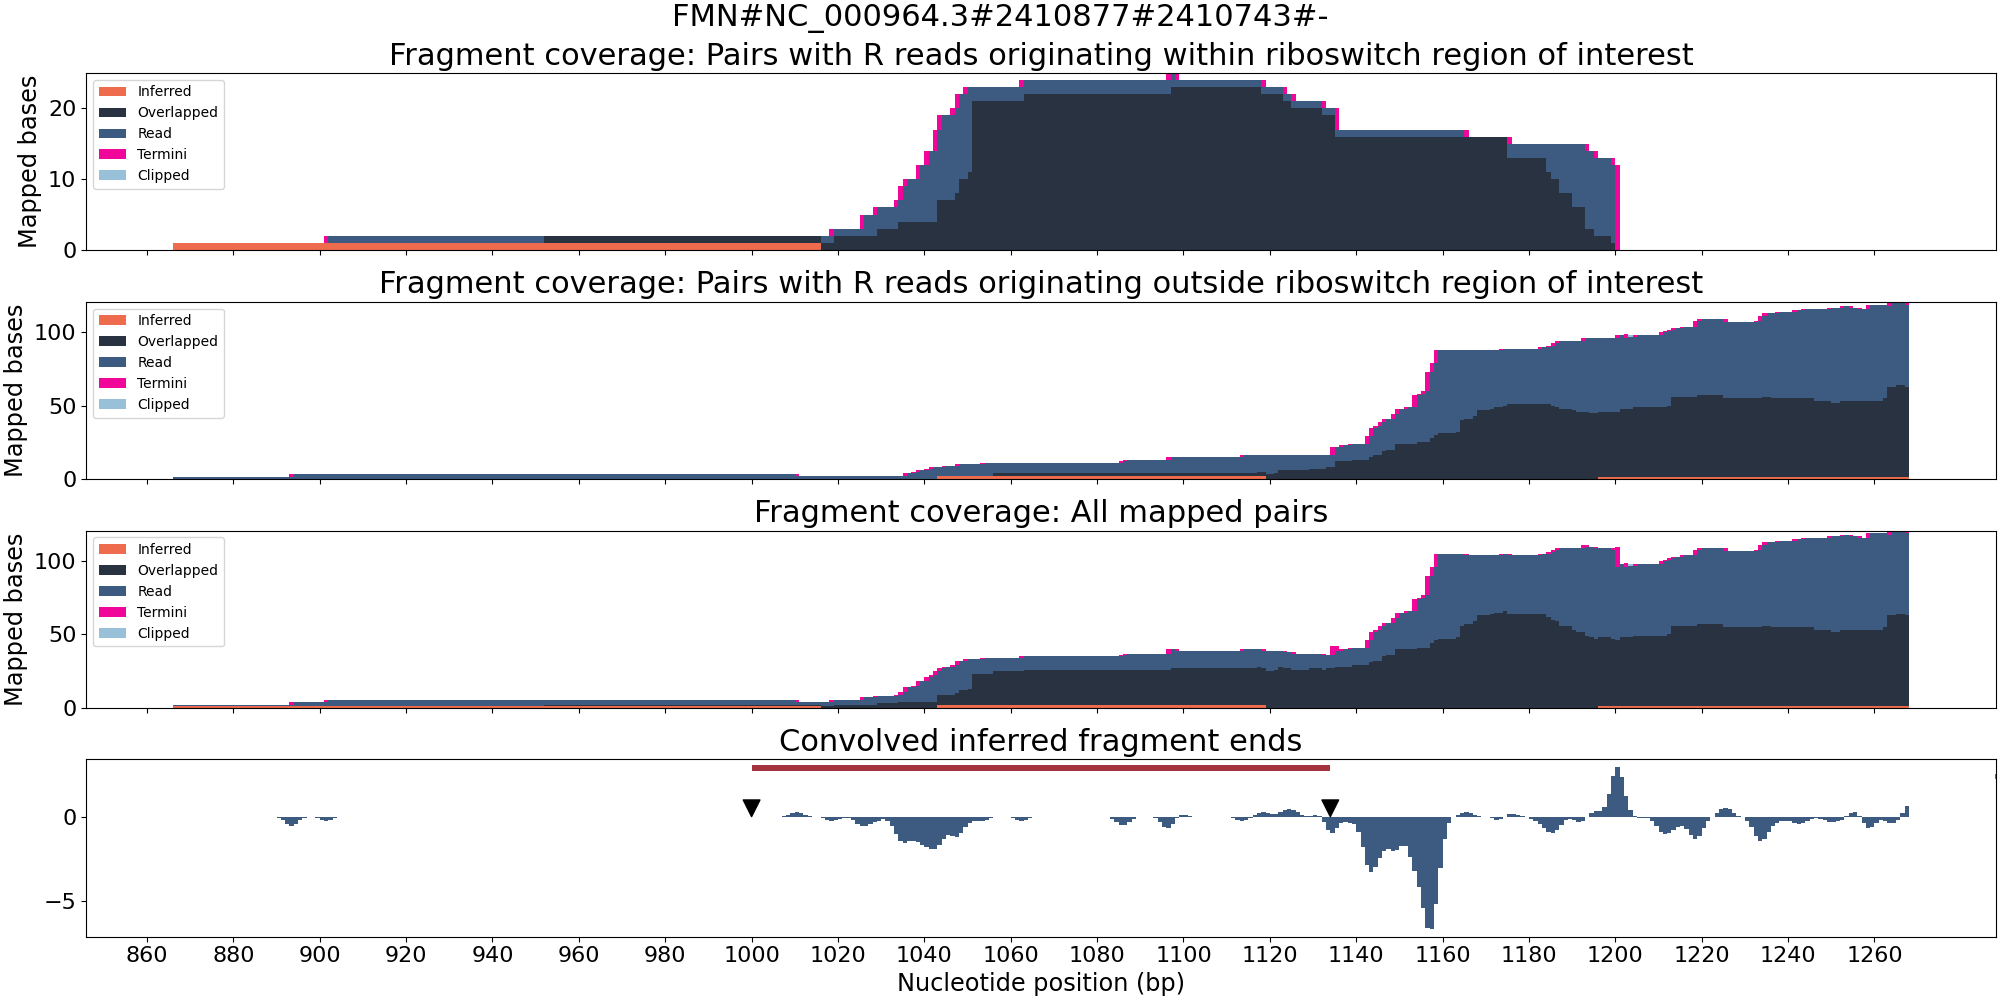 FMN#NC_000964.3#2410877#2410743#-
Fragment coverage: Pairs with R reads originating within riboswitch region of interest
Mapped bases
20
10
0
Inferred
Overlapped
Read
Termini
Clipped
Fragment coverage: Pairs with R reads originating outside riboswitch region of interest
Mapped bases
100
50
0
Inferred
Overlapped
Read
Termini
Clipped
Fragment coverage: All mapped pairs
Mapped bases
100
50
0
Inferred
Overlapped
Read
Termini
Clipped
Convolved inferred fragment ends
0
−5
860 880 900 920 940 960 980 1000 1020 1040 1060 1080 1100 1120 1140 1160 1180 1200 1220 1240 1260
Nucleotide position (bp)